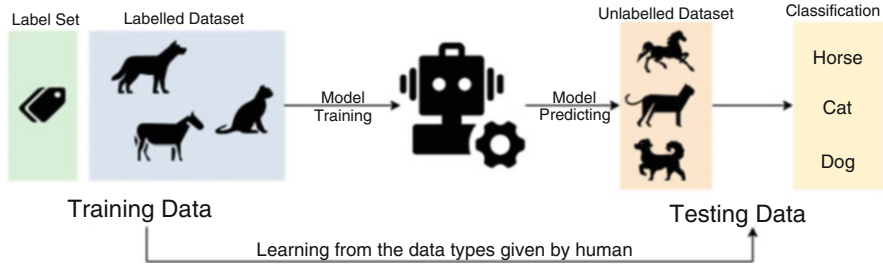 Label Set
Labelled Dataset
Unlabelled Dataset
Classification
Model
Training
Model
Predicting
Horse
Cat
Dog
Training Data
Testing Data
Learning from the data types given by human